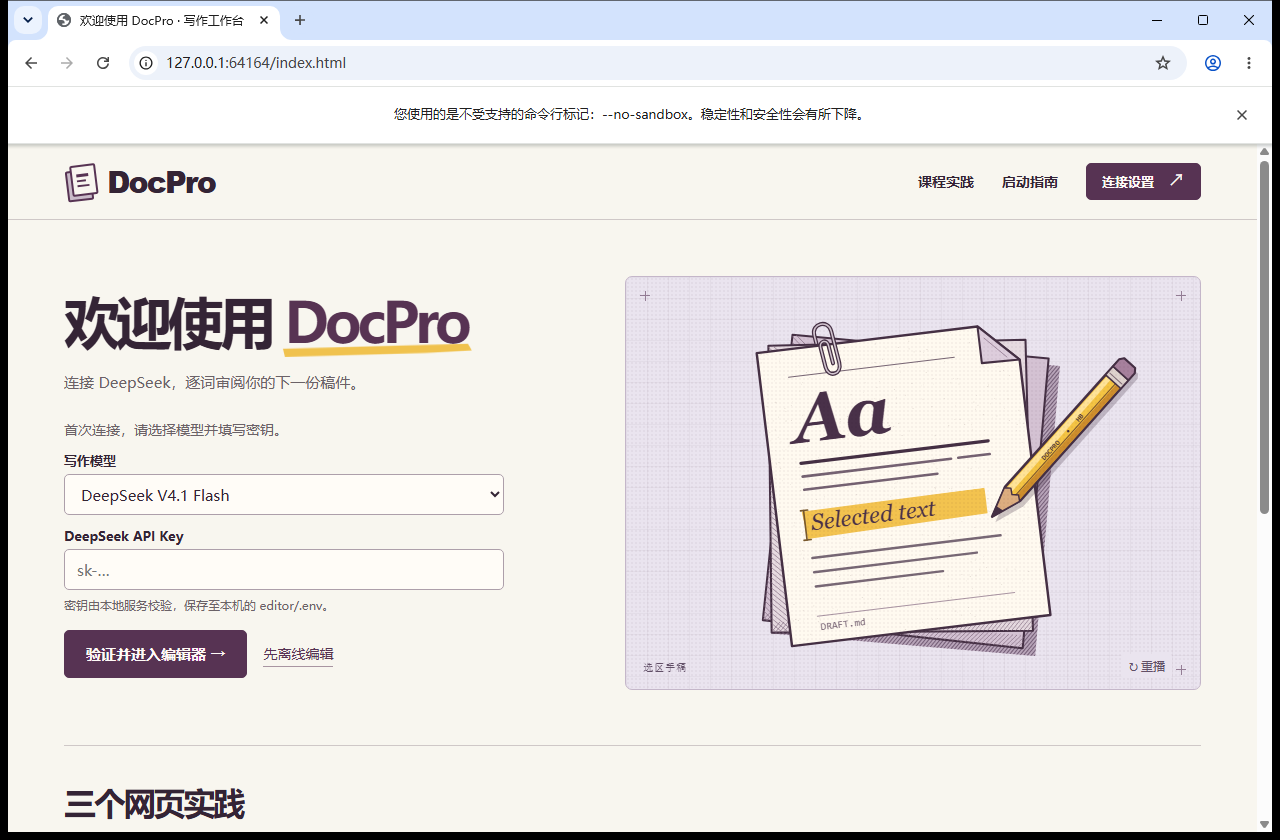 欢迎使用 DocPro · 写作工作台
127.0.0.1:64164/index.html
您使用的是不受支持的命令行标记：--no-sandbox。稳定性和安全性会有所下降。
DocPro
课程实践
启动指南
连接设置 ↗
欢迎使用 DocPro
连接 DeepSeek，逐词审阅你的下一份稿件。
首次连接，请选择模型并填写密钥。
写作模型
DeepSeek V4.1 Flash
DeepSeek API Key
sk-...
密钥由本地服务校验，保存至本机的 editor/.env。
验证并进入编辑器 →
先离线编辑
Aa
Selected text
DRAFT.md
DOCPRO • HB
选区手稿
↻ 重播
三个网页实践